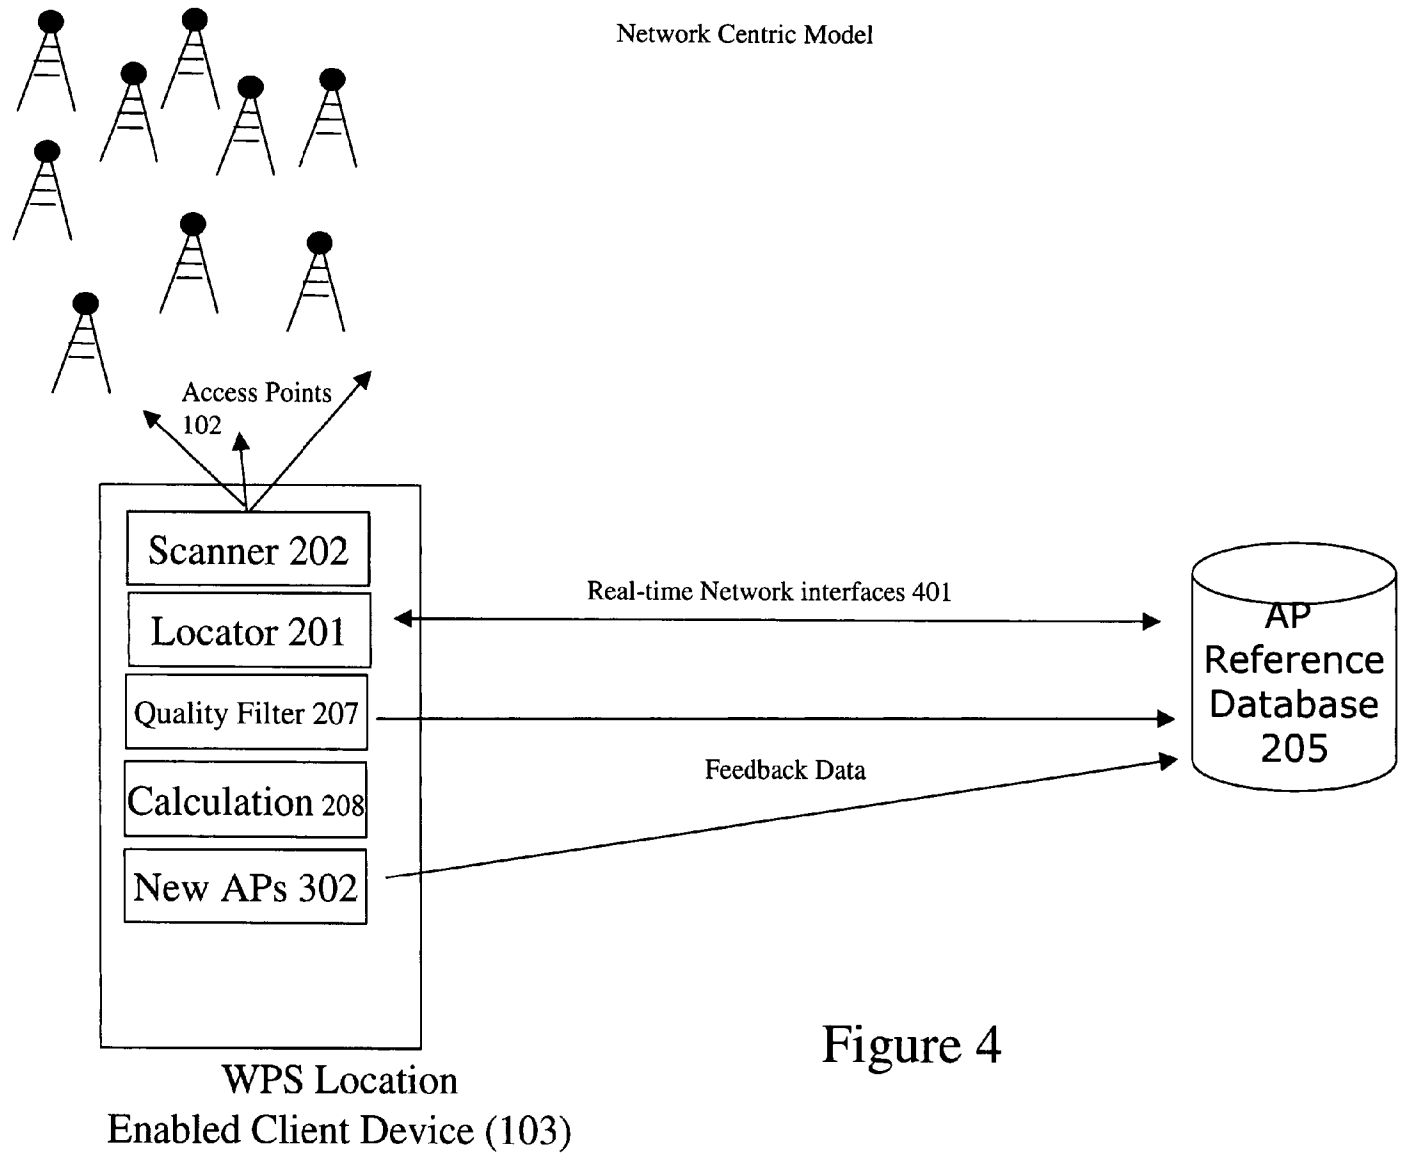 Network Centric Model
Access Points
102
Scanner 202
Locator 201
Quality Filter 207
Calculation 208
New APs 302
Real-time Network interfaces 401
Feedback Data
AP
Reference
Database
205
Figure 4
WPS Location
Enabled Client Device (103)